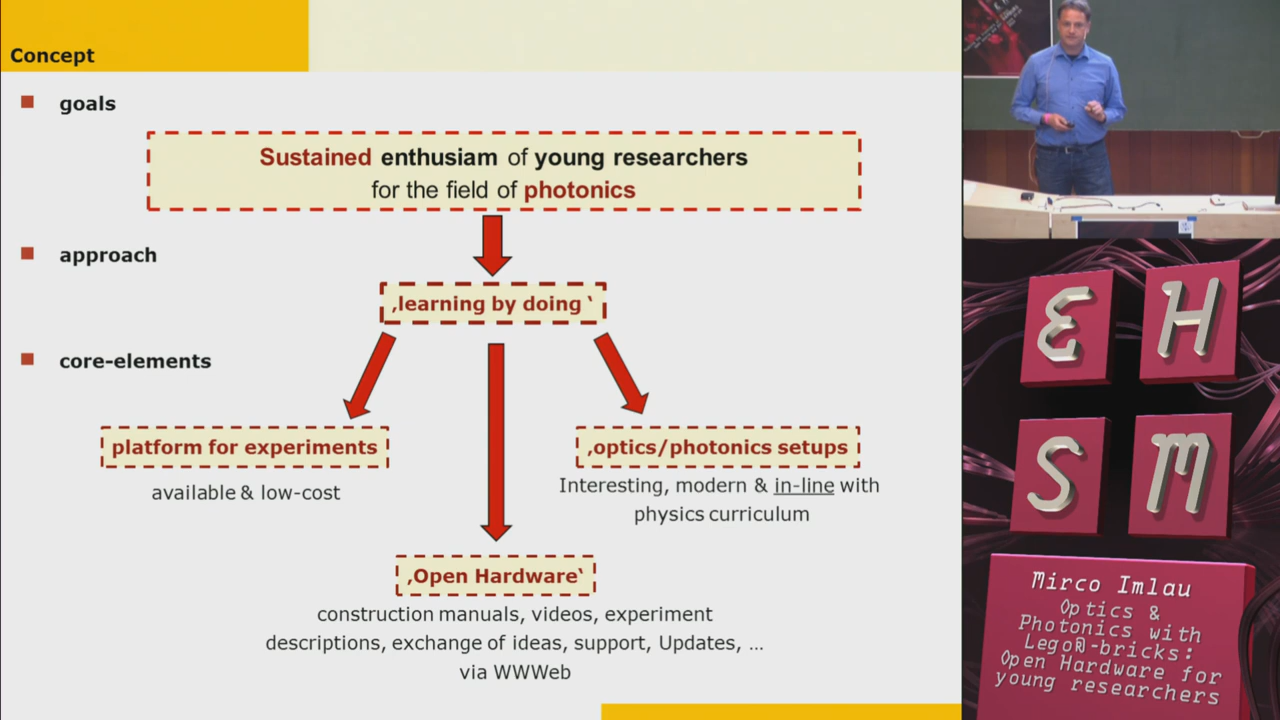 Concept
goals
Sustained enthusiam of young researchers
for the field of photonics
approach
‚learning by doing‛
core-elements
platform for experiments
available & low-cost
‚optics/photonics setups
Interesting, modern & in-line with
physics curriculum
‚Open Hardware‛
construction manuals, videos, experiment
descriptions, exchange of ideas, support, Updates, ...
via WWWeb
E H
S M
Mirco Imlau
Optics &
Photonics with
Lego®-bricks:
Open Hardware for
young researchers